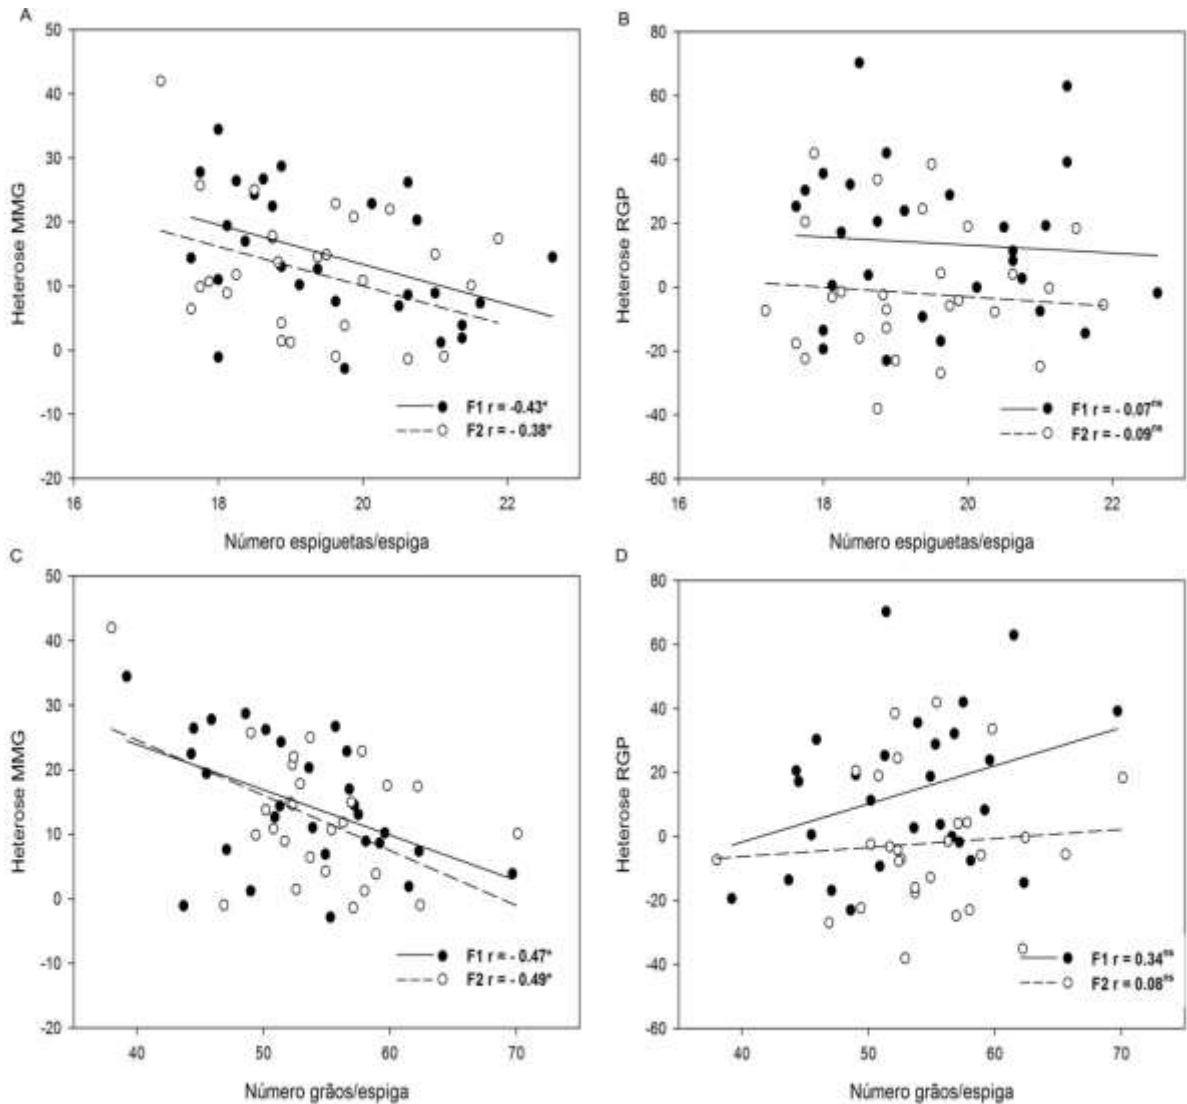 A
50
40
30
20
10
0
-10
-20
Heterose MMG
F1 r = -0.43*
F2 r = - 0.38*
16 18 20 22
Número espiguetas/espiga
B
80
60
40
20
0
-20
-40
-60
Heterose RGP
F1 r = - 0.07ns
F2 r = - 0.09ns
16 18 20 22
Número espiguetas/espiga
C
50
40
30
20
10
0
-10
-20
Heterose MMG
F1 r = - 0.47*
F2 r = - 0.49*
40 50 60 70
Número grãos/espiga
D
80
60
40
20
0
-20
-40
-60
Heterose RGP
F1 r = 0.34ns
F2 r = 0.08ns
40 50 60 70
Número grãos/espiga